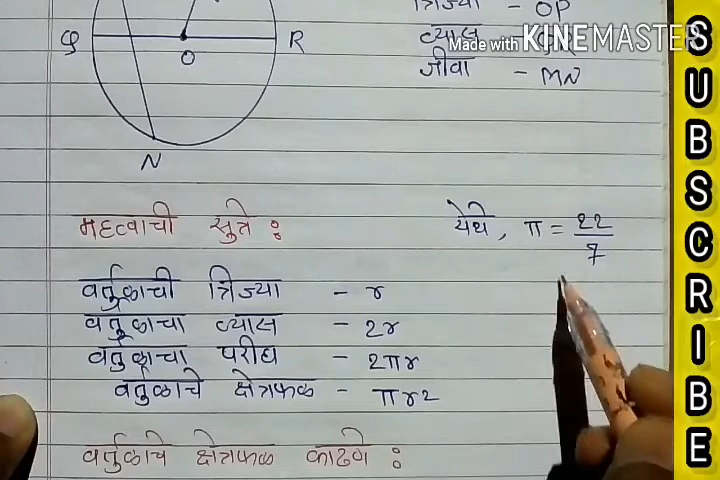 त्रिज्या - OP
व्यास -
Made with KINEMASTER
जीवा - MN
Q O R
N
महत्वाची सुत्रे :
येथे, π = 22/7
वर्तुळाची त्रिज्या - r
वर्तुळाचा व्यास - 2r
वर्तुळाचा परीघ - 2πr
वर्तुळाचे क्षेत्रफळ - πr2
वर्तुळाचे क्षेत्रफळ काढणे :
SUBSCRIBE